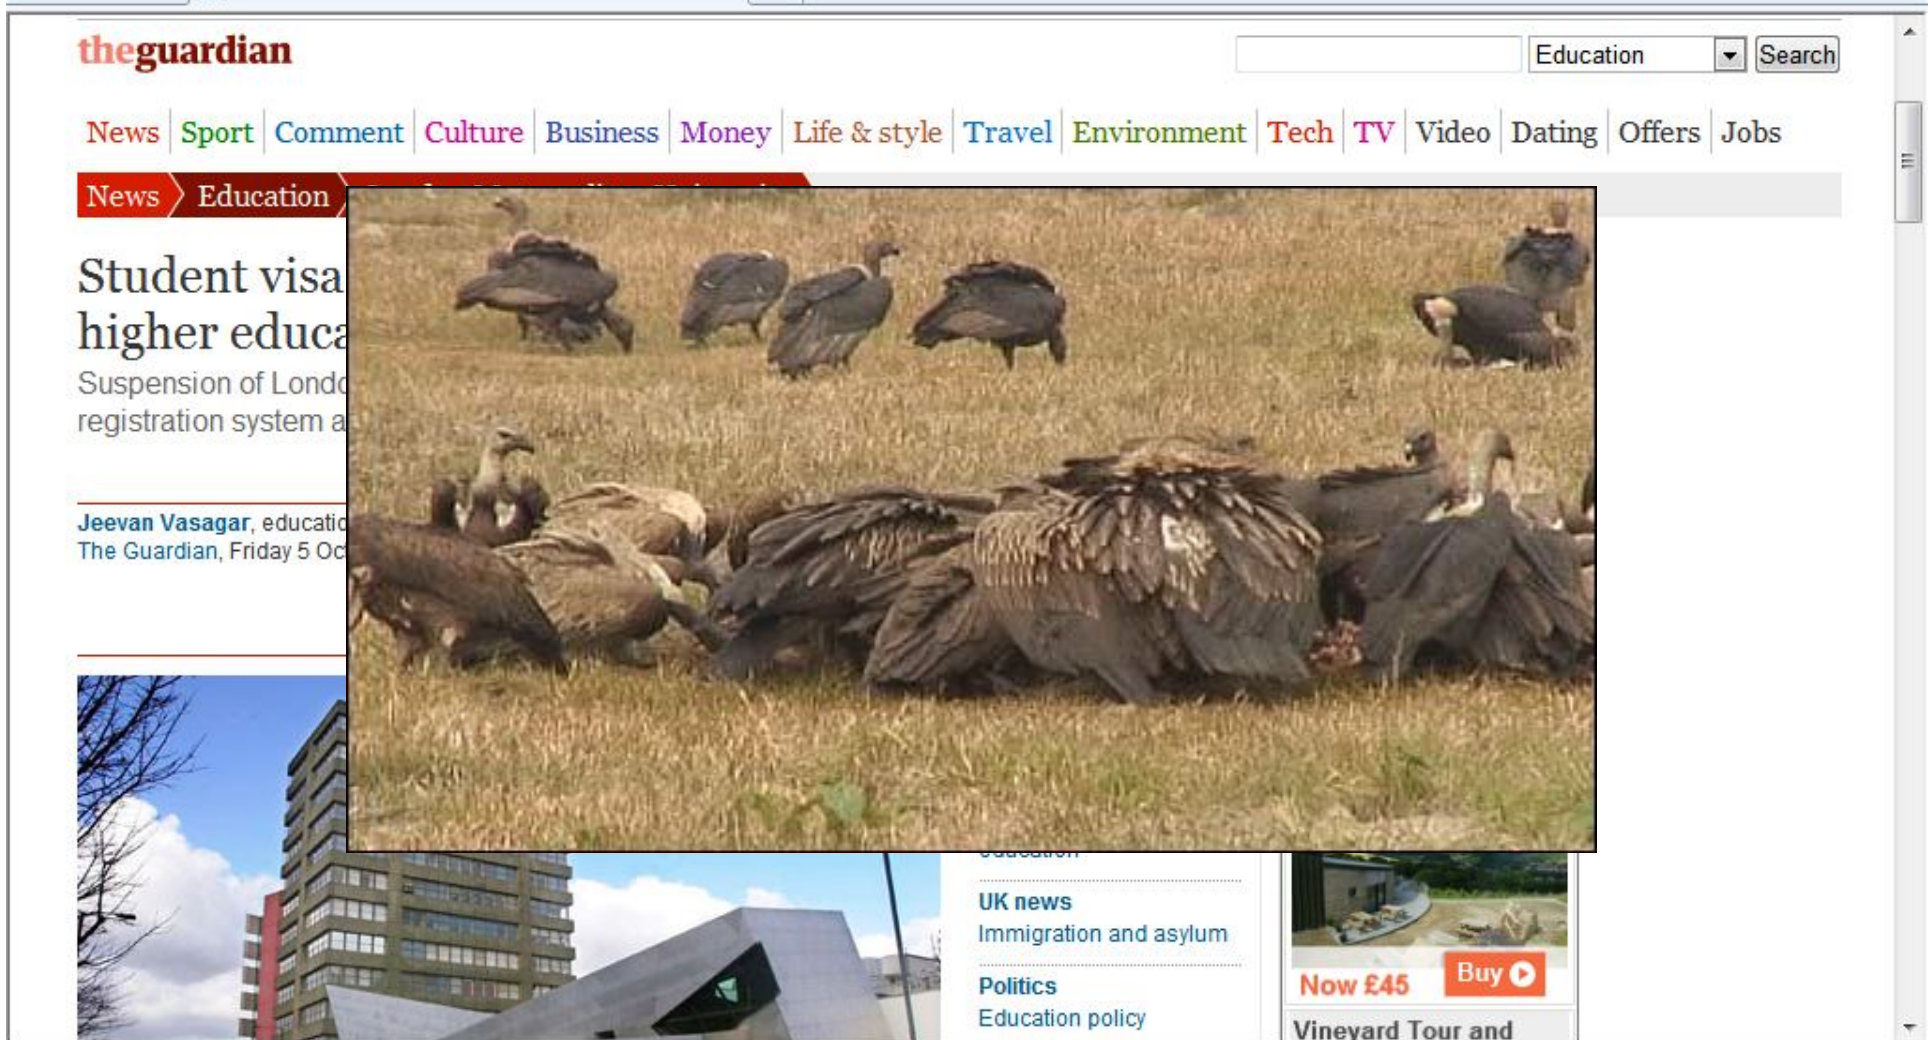 theguardian
Education Search
News Sport Comment Culture Business Money Life & style Travel Environment Tech TV Video Dating Offers Jobs
News Education
Student visa
higher educa
Suspension of Londo
registration system a
Jeevan Vasagar, educatio
The Guardian, Friday 5 Oct
UK news
Immigration and asylum
Politics
Education policy
Now £45 Buy
Vineyard Tour and